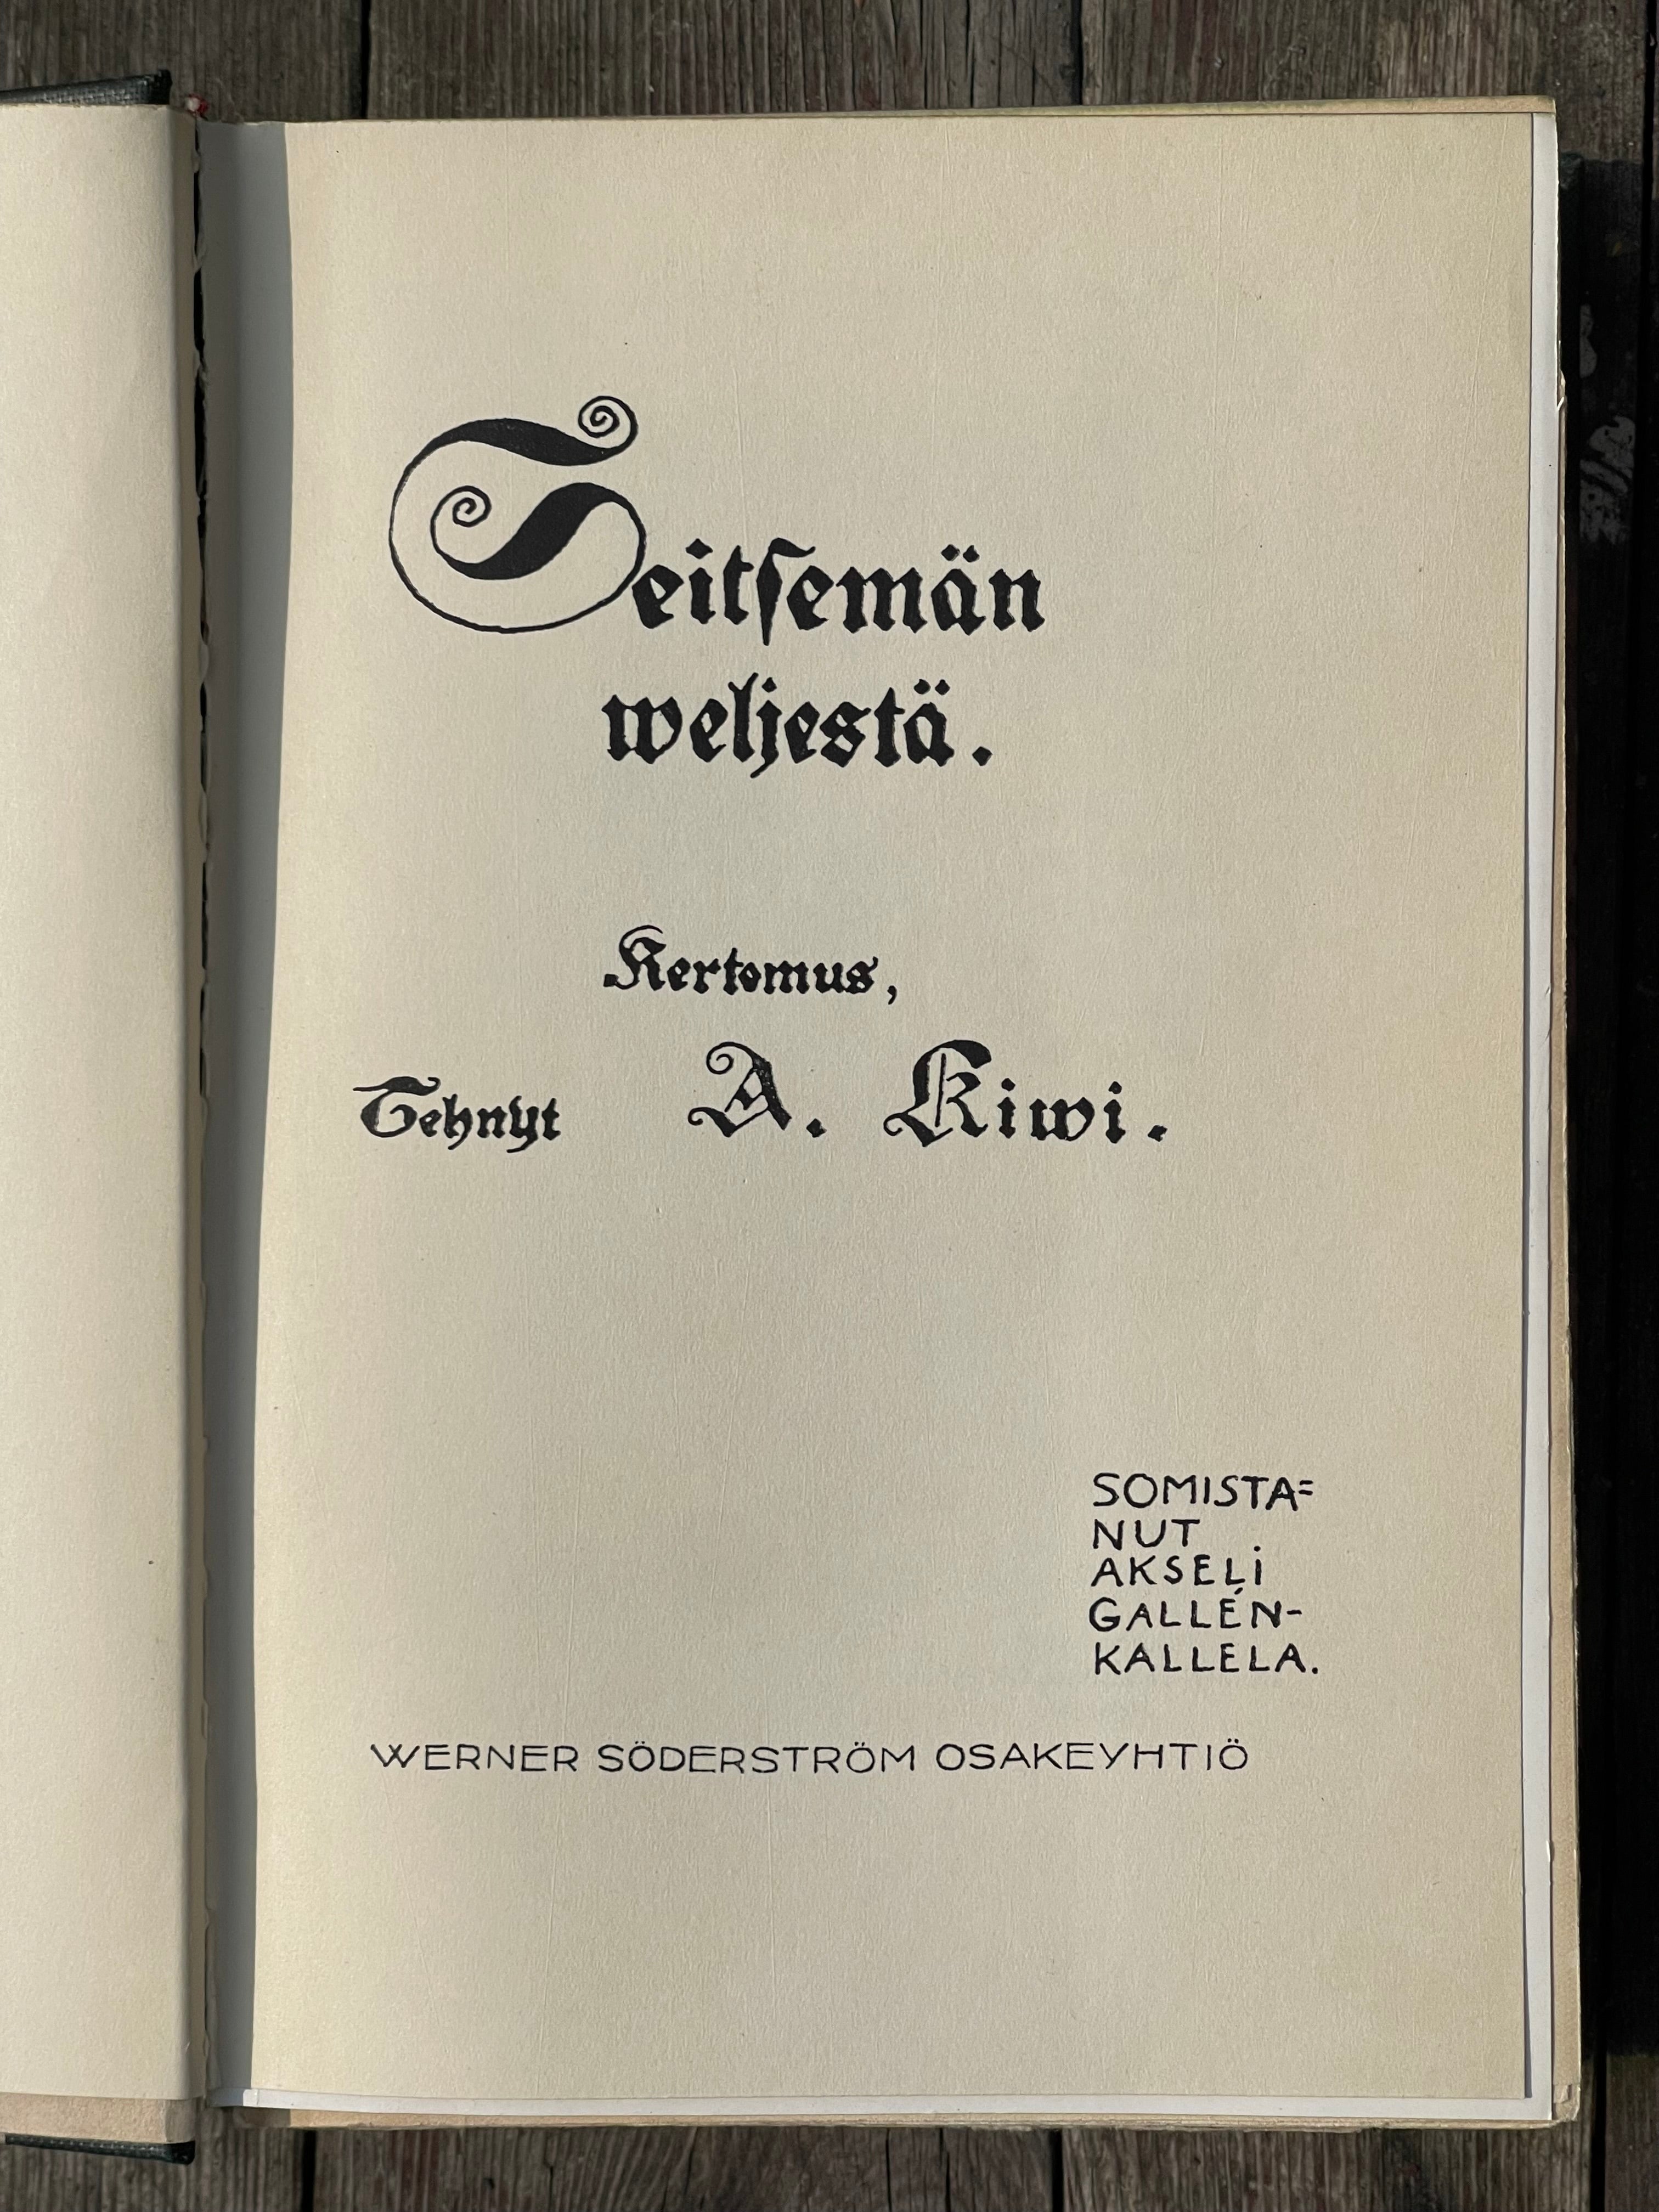 Seitſemän
weljestä.
Kertomus,
Tehnyt A. Kiwi.
SOMISTA=
NUT
AKSELI
GALLÉN-
KALLELA.
WERNER SÖDERSTRÖM OSAKEYHTIÖ